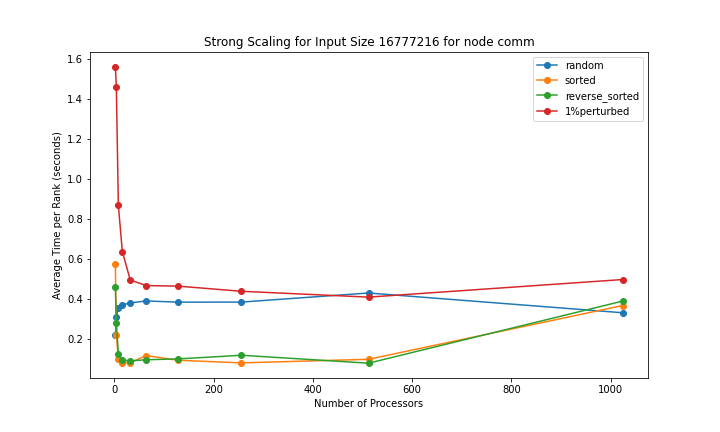 Strong Scaling for Input Size 16777216 for node comm
random
sorted
reverse_sorted
1%perturbed
Average Time per Rank (seconds)
1.6
1.4
1.2
1.0
0.8
0.6
0.4
0.2
0
200
400
600
800
1000
Number of Processors